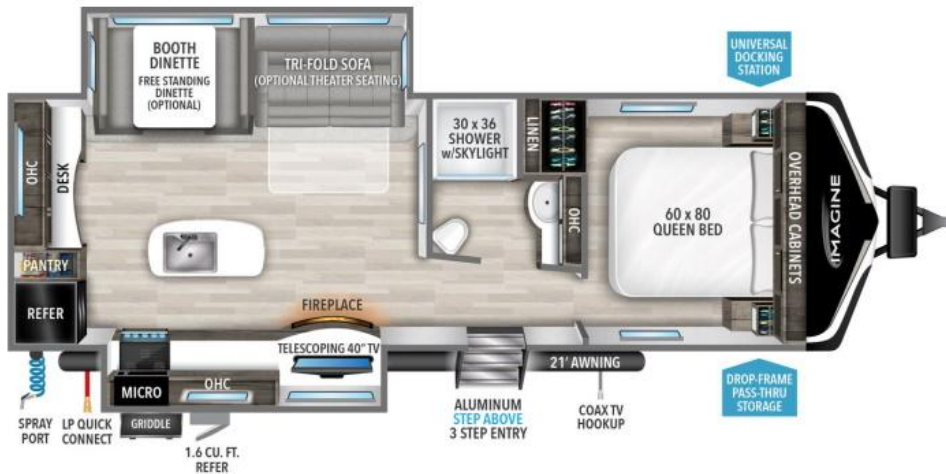 BOOTH
DINETTE
FREE STANDING
DINETTE
(OPTIONAL)
TRI-FOLD SOFA
(OPTIONAL THEATER SEATING)
UNIVERSAL
DOCKING
STATION
OHC
DESK
30 x 36
SHOWER
w/SKYLIGHT
LINEN
OHC
60 x 80
QUEEN BED
OVERHEAD CABINETS
IMAGINE
PANTRY
REFER
FIREPLACE
TELESCOPING 40" TV
MICRO
OHC
21' AWNING
SPRAY
PORT
LP QUICK
CONNECT
GRIDDLE
1.6 CU. FT.
REFER
ALUMINUM
STEP ABOVE
3 STEP ENTRY
COAX TV
HOOKUP
DROP-FRAME
PASS-THRU
STORAGE